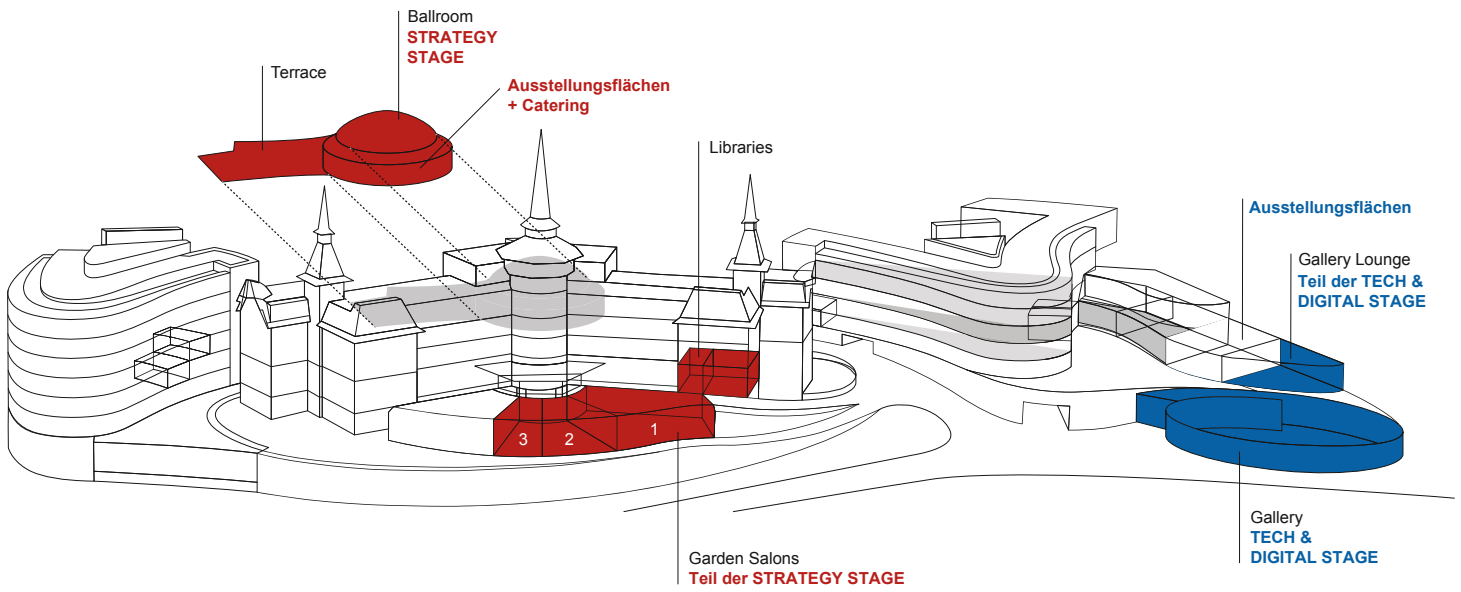 Ballroom
STRATEGY
STAGE
Terrace
Ausstellungsflächen
+ Catering
Libraries
Ausstellungsflächen
Gallery Lounge
Teil der TECH &
DIGITAL STAGE
3
2
1
Gallery
TECH &
DIGITAL STAGE
Garden Salons
Teil der STRATEGY STAGE